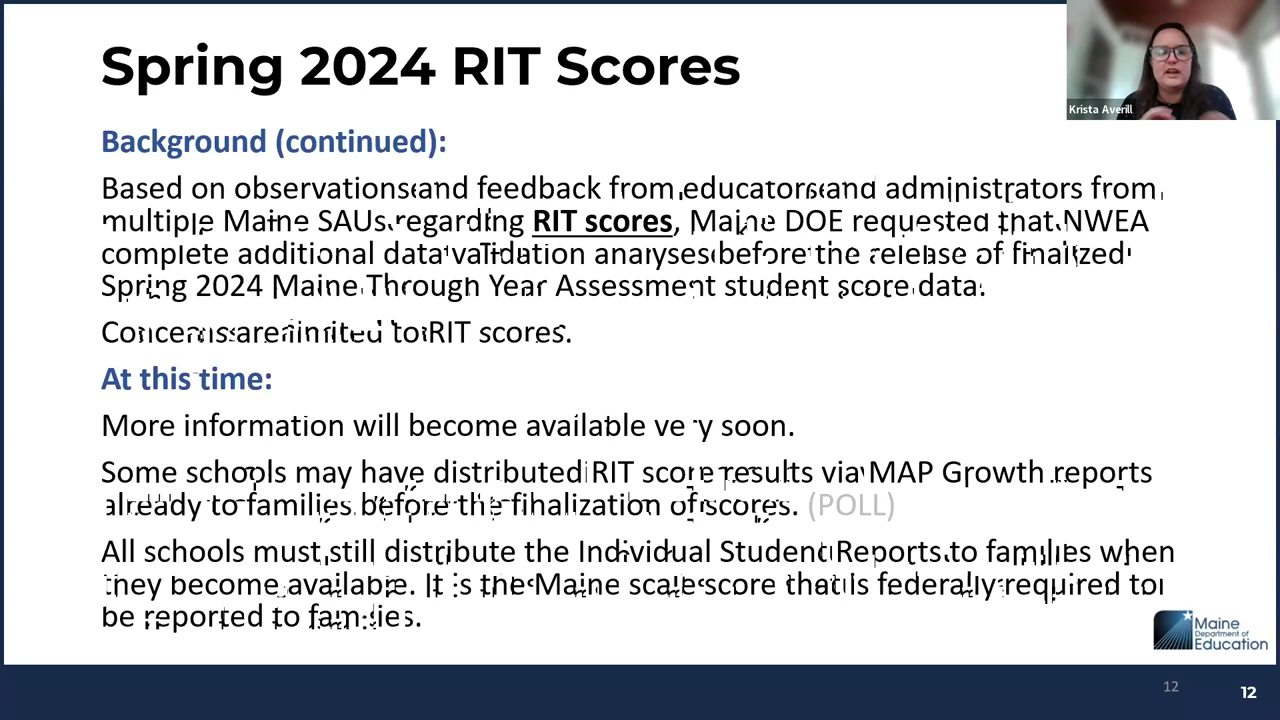 Spring 2024 RIT Scores
Krista Averill
Background (continued):
Based on observations and feedback from educators and administrators from
multiple Maine SAUs regarding RIT scores, Maine DOE requested that NWEA
complete additional data validation analyses before the release of finalized
Spring 2024 Maine Through Year Assessment student score data.
Concerns are limited to RIT scores.
At this time:
More information will become available very soon.
Some schools may have distributed RIT score results via MAP Growth reports
already to families before the finalization of scores. (POLL)
All schools must still distribute the Individual Student Reports to families when
they become available. It is the Maine scale score that is federally required to
be reported to families.
Maine
Department of
Education
12
12